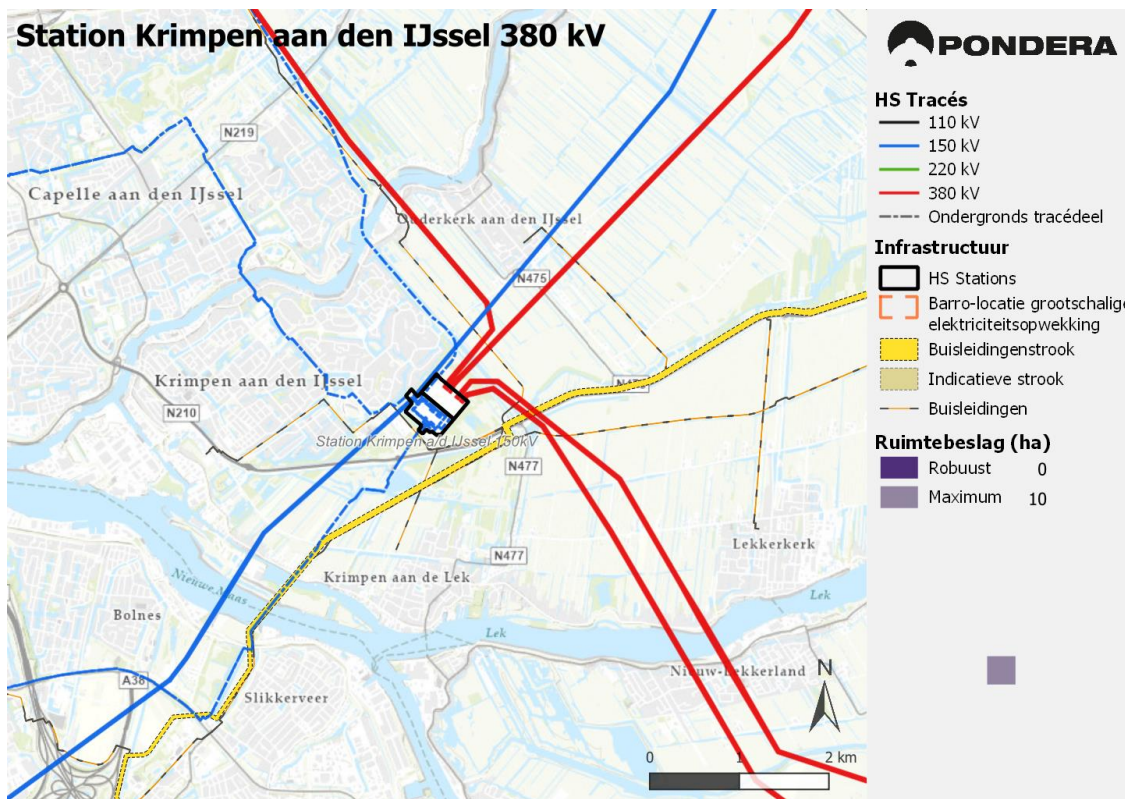 Station Krimpen aan den IJssel 380 kV
PONDERA
HS Tracés
110 kV
150 kV
220 kV
380 kV
Ondergronds tracédeel
Infrastructuur
HS Stations
Barro-locatie grootschalige
elektriciteitsopwekking
Buisleidingenstrook
Indicatieve strook
Buisleidingen
Ruimtebeslag (ha)
Robuust 0
Maximum 10
N219
Capelle aan den IJssel
Ouderkerk aan den IJssel
N475
Krimpen aan den IJssel
N210
Station Krimpen a/d IJssel 150kV
N477
Lekkerkerk
N477
Krimpen aan de Lek
Nieuwe Maas
Bolnes
Lek
Lek
Nieuw-Lekkerland
A38
Slikkerveer
N
0 2 km